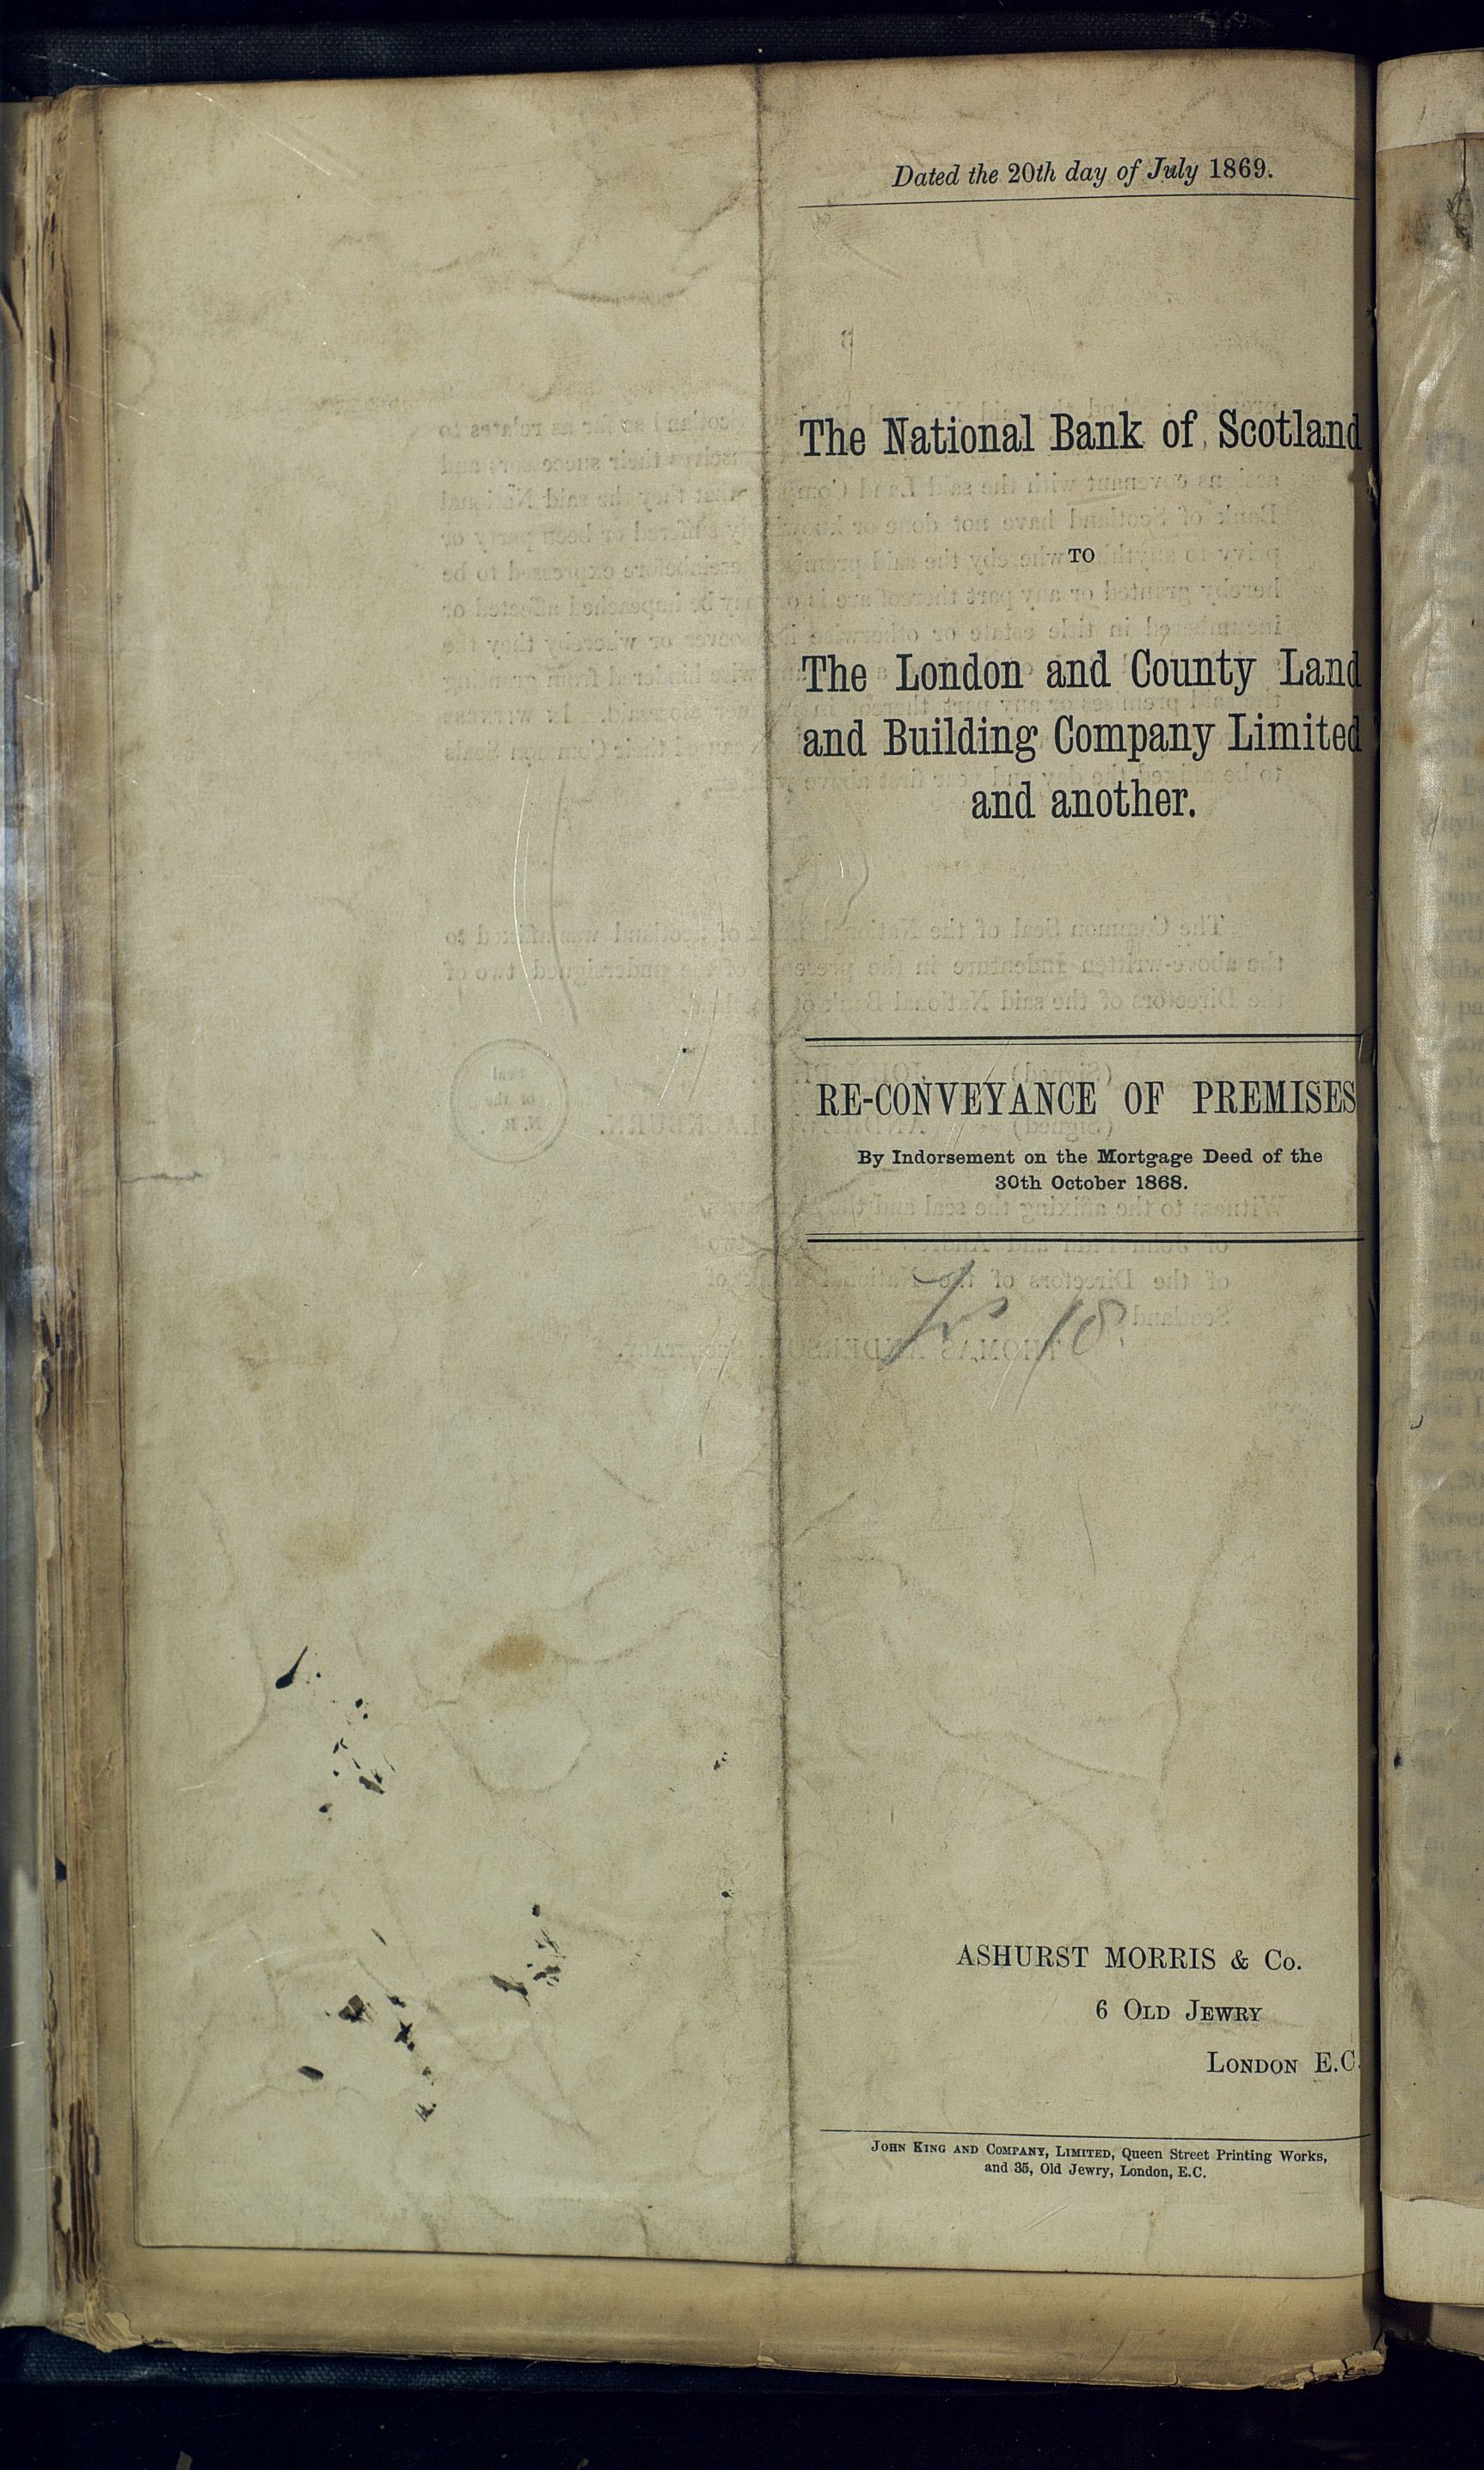 Dated the 20th day of July 1869.
The National Bank of Scotland
TO
The London and County Land
and Building Company Limited
and another.
RE-CONVEYANCE OF PREMISES
By Indorsement on the Mortgage Deed of the
30th October 1868.
18
ASHURST MORRIS & Co.
6 OLD JEWRY
LONDON E.C.
JOHN KING AND COMPANY, LIMITED, Queen Street Printing Works,
and 35, Old Jewry, London, E.C.